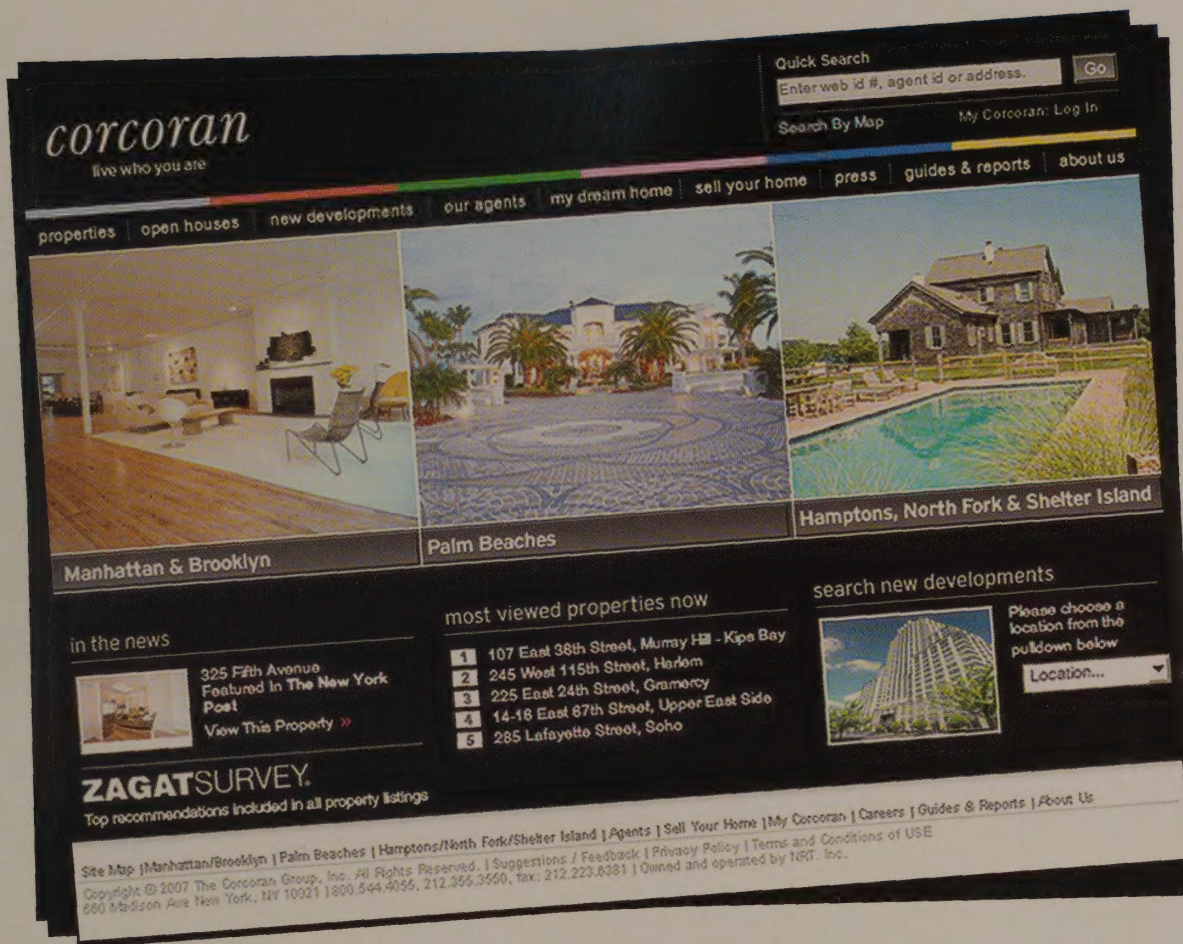 Quick Search
Enter web id #, agent id or address.
Go
Search By Map
My Corcoran: Log In
corcoran
live who you are
properties | open houses | new developments | our agents | my dream home | sell your home | press | guides & reports | about us
Manhattan & Brooklyn
Palm Beaches
Hamptons, North Fork & Shelter Island
in the news
325 Fifth Avenue
Featured In The New York
Post
View This Property »
most viewed properties now
1 107 East 36th Street, Murray Hill - Kips Bay
2 245 West 115th Street, Harlem
3 225 East 24th Street, Gramercy
4 14-16 East 67th Street, Upper East Side
5 285 Lafayette Street, Soho
search new developments
Please choose a
location from the
pulldown below
Location...
ZAGATSURVEY®
Top recommendations included in all property listings
Site Map | Manhattan/Brooklyn | Palm Beaches | Hamptons/North Fork/Shelter Island | Agents | Sell Your Home | My Corcoran | Careers | Guides & Reports | About Us
Copyright © 2007 The Corcoran Group, Inc. All Rights Reserved. | Suggestions / Feedback | Privacy Policy | Terms and Conditions of USE
660 Madison Ave New York, NY 10021 | 800.544.4055, 212.355.3550, fax: 212.223.6381 | Owned and operated by NRT. Inc.